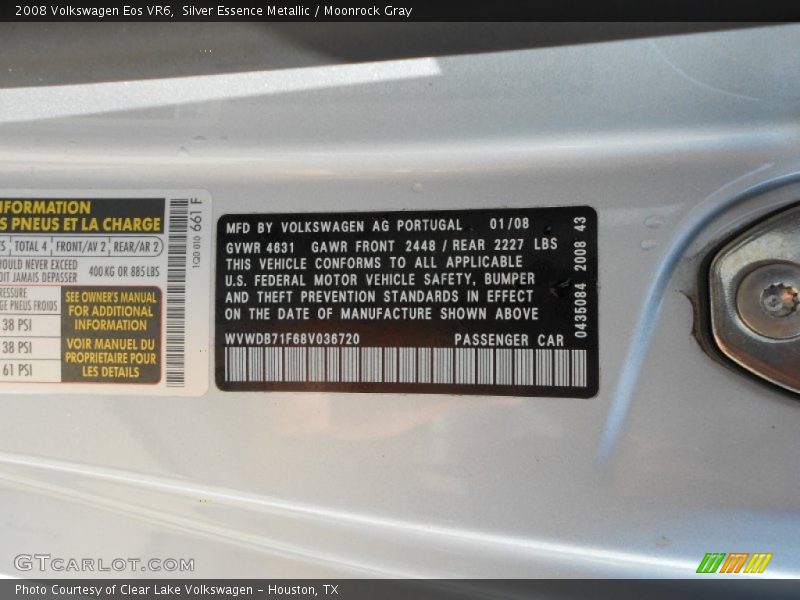 2008 Volkswagen Eos VR6, Silver Essence Metallic / Moonrock Gray
NFORMATION
S PNEUS ET LA CHARGE
TOTAL 4 FRONT/AV 2 REAR/AR 2
OULD NEVER EXCEED
OIT JAMAIS DEPASSER
400 KG OR 885 LBS
RESSURE
GE PNEUS FROIDS
38 PSI
38 PSI
61 PSI
SEE OWNER'S MANUAL
FOR ADDITIONAL
INFORMATION
VOIR MANUEL DU
PROPRIETAIRE POUR
LES DETAILS
1Q0 010 661 F
MFD BY VOLKSWAGEN AG PORTUGAL 01/08
GVWR 4631 GAWR FRONT 2448 / REAR 2227 LBS
THIS VEHICLE CONFORMS TO ALL APPLICABLE
U.S. FEDERAL MOTOR VEHICLE SAFETY, BUMPER
AND THEFT PREVENTION STANDARDS IN EFFECT
ON THE DATE OF MANUFACTURE SHOWN ABOVE
WVWDB71F68V036720 PASSENGER CAR
0435084 2008 43
GTCARLOT.COM
Photo Courtesy of Clear Lake Volkswagen - Houston, TX